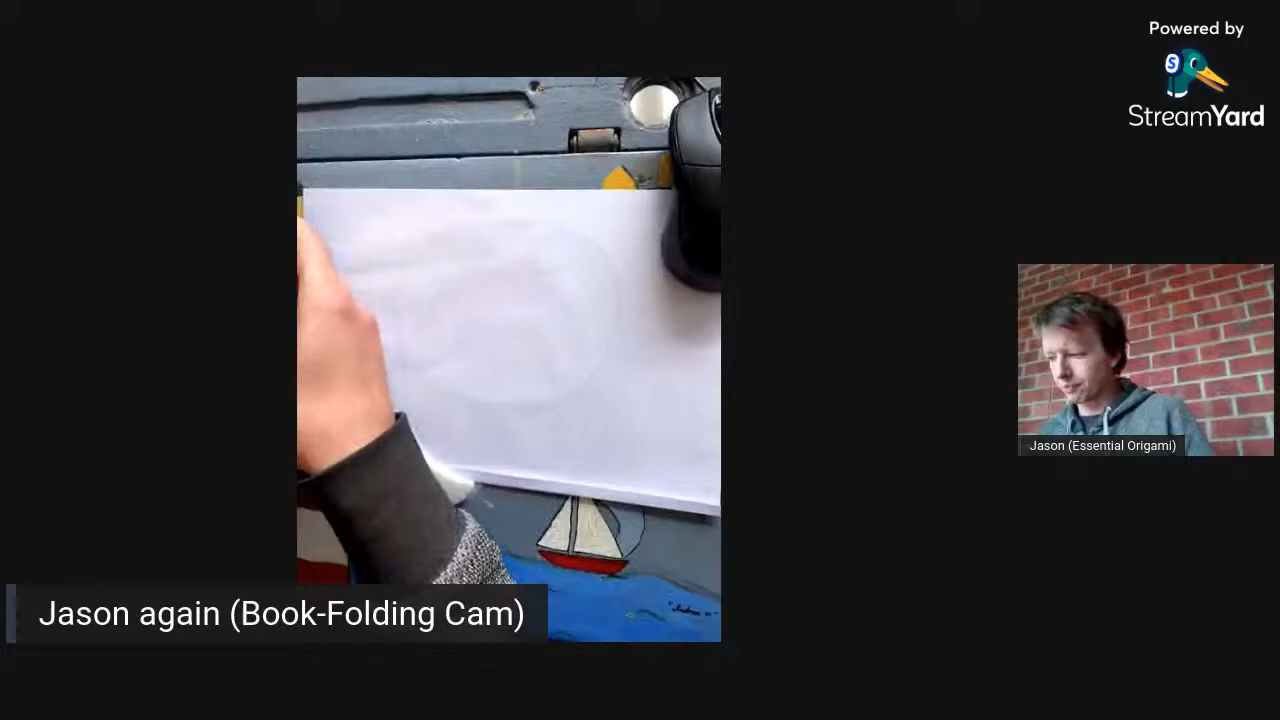 Powered by
S
StreamYard
Jason (Essential Origami)
Jason again (Book-Folding Cam)